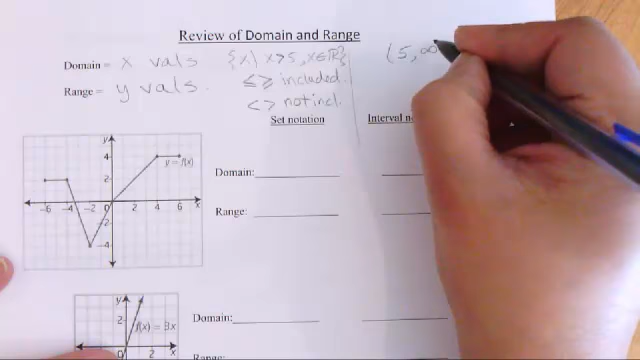 Review of Domain and Range
Domain = x vals {x| x>5, x∈ℝ} (5,∞
Range = y vals. ≤ ≥ included.
< > not incl.
Set notation Interval
y
4
y = f(x)
2
-6 -4 -2 0 2 4 6 x
-2
-4
Domain:
Range:
y
2
f(x) = 3x
0 2 x
Domain:
Range: